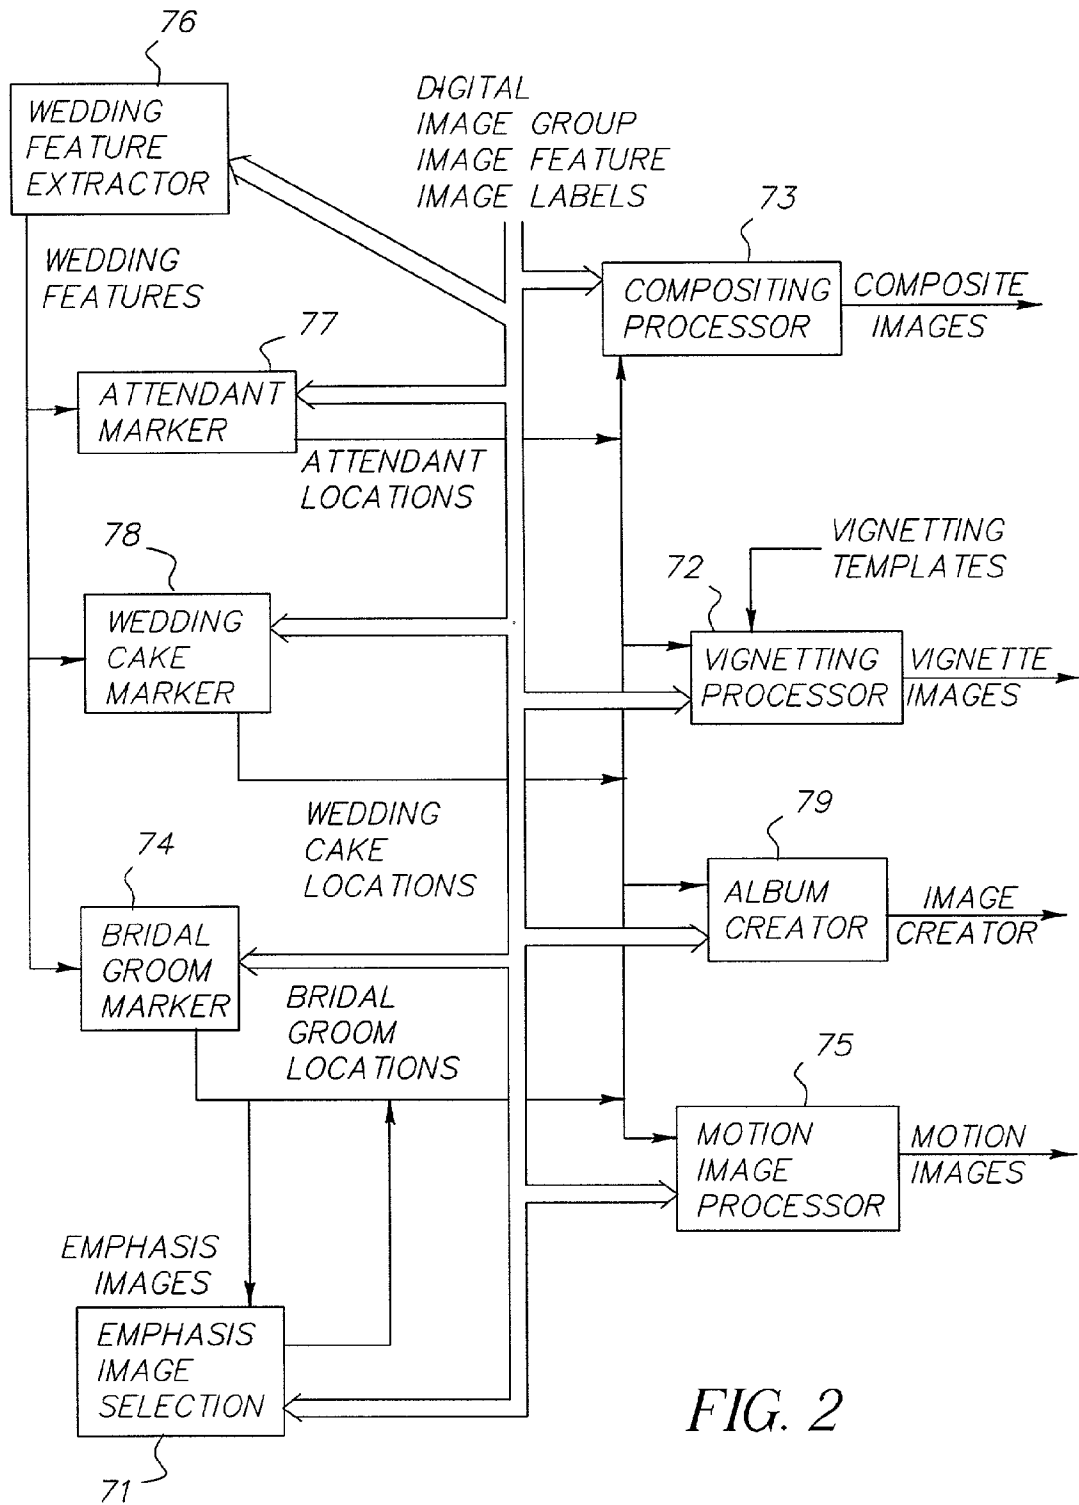 76
WEDDING
FEATURE
EXTRACTOR
DIGITAL
IMAGE GROUP
IMAGE FEATURE
IMAGE LABELS
73
WEDDING
FEATURES
COMPOSITING
PROCESSOR
COMPOSITE
IMAGES
77
ATTENDANT
MARKER
ATTENDANT
LOCATIONS
78
WEDDING
CAKE
MARKER
VIGNETTING
TEMPLATES
72
VIGNETTING
PROCESSOR
VIGNETTE
IMAGES
WEDDING
CAKE
LOCATIONS
79
ALBUM
CREATOR
IMAGE
CREATOR
74
BRIDAL
GROOM
MARKER
BRIDAL
GROOM
LOCATIONS
75
MOTION
IMAGE
PROCESSOR
MOTION
IMAGES
EMPHASIS
IMAGES
EMPHASIS
IMAGE
SELECTION
71
FIG. 2